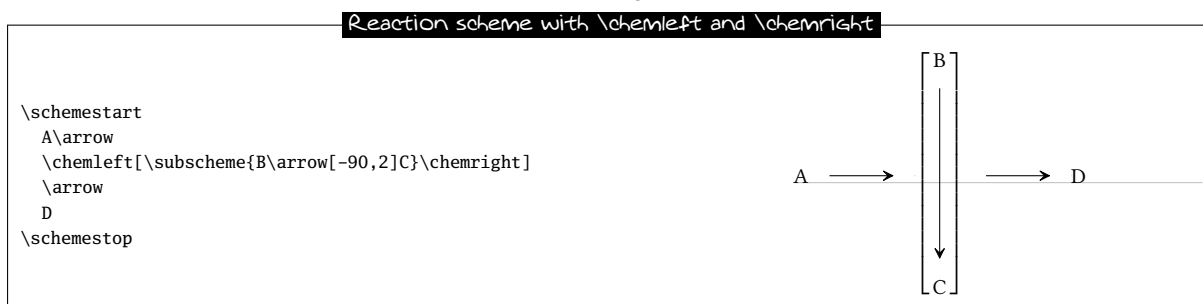 Reaction scheme with \chemleft and \chemright
\schemestart
A\arrow
\chemleft[\subscheme{B\arrow[-90,2]C}\chemright]
\arrow
D
\schemestop
B
A D
C